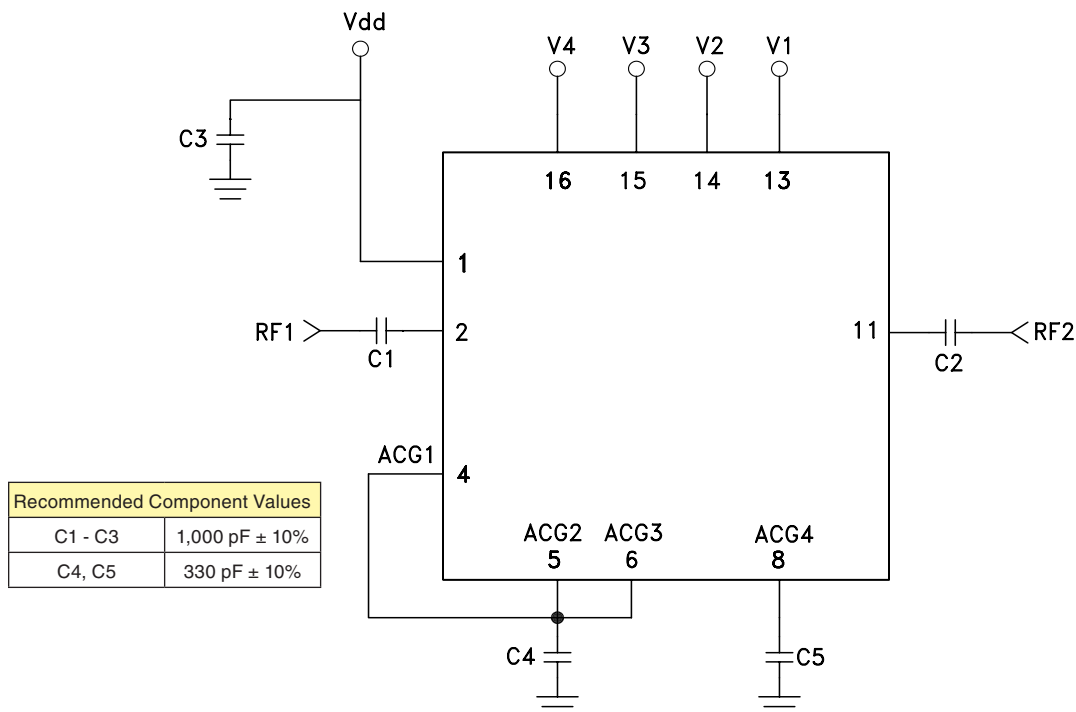 Vdd
V4 V3 V2 V1
C3
16 15 14 13
1
RF1 C1 2
11 C2 RF2
ACG1
4
Recommended Component Values
C1 - C3 1,000 pF ± 10%
C4, C5 330 pF ± 10%
ACG2 ACG3 ACG4
5 6 8
C4 C5